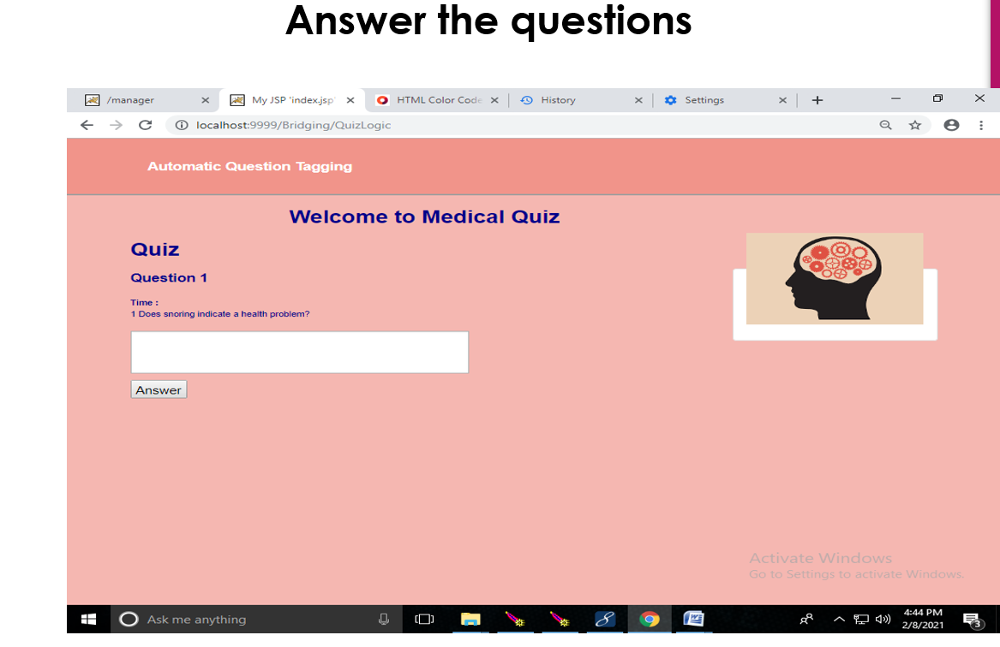 Answer the questions
/manager
My JSP 'index.jsp'
HTML Color Code
History
Settings
localhost:9999/Bridging/QuizLogic
Automatic Question Tagging
Welcome to Medical Quiz
Quiz
Question 1
Time :
1 Does snoring indicate a health problem?
Answer
Activate Windows
Go to Settings to activate Windows.
Ask me anything
4:44 PM
2/8/2021
3